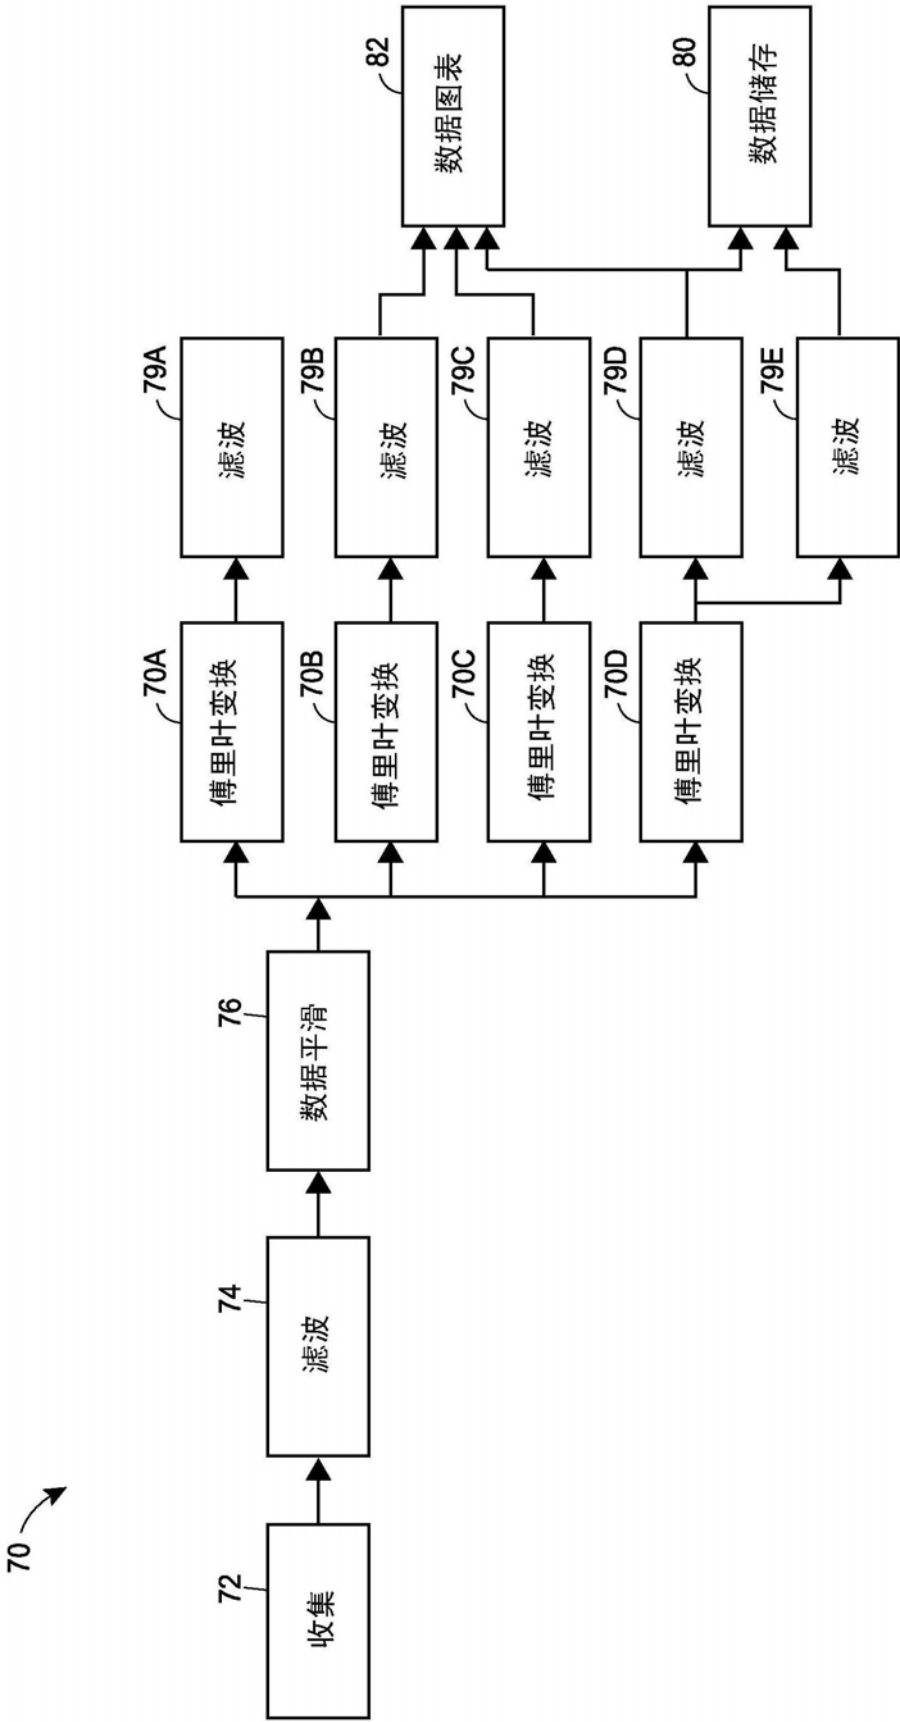 70
72
收集
74
滤波
76
数据平滑
70A
傅里叶变换
70B
傅里叶变换
70C
傅里叶变换
70D
傅里叶变换
79A
滤波
79B
滤波
79C
滤波
79D
滤波
79E
滤波
82
数据图表
80
数据储存